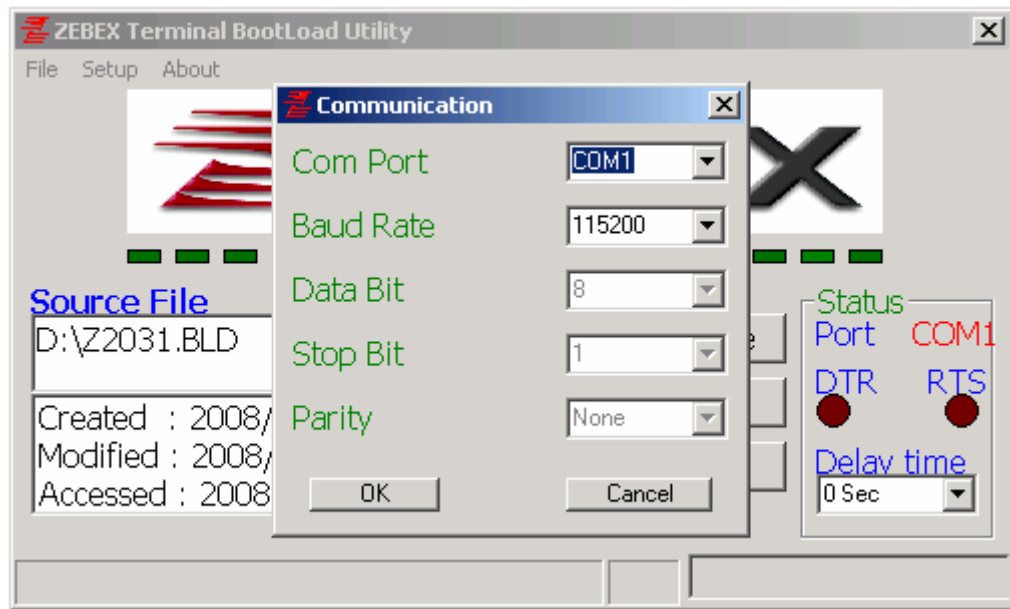 ZEBEX Terminal BootLoad Utility
File Setup About
Communication
Com Port COM1
Baud Rate 115200
Data Bit 8
Stop Bit 1
Parity None
OK Cancel
Source File
D:\Z2031.BLD
Created : 2008/
Modified : 2008/
Accessed : 2008
Status
Port COM1
DTR RTS
Delay time
0 Sec